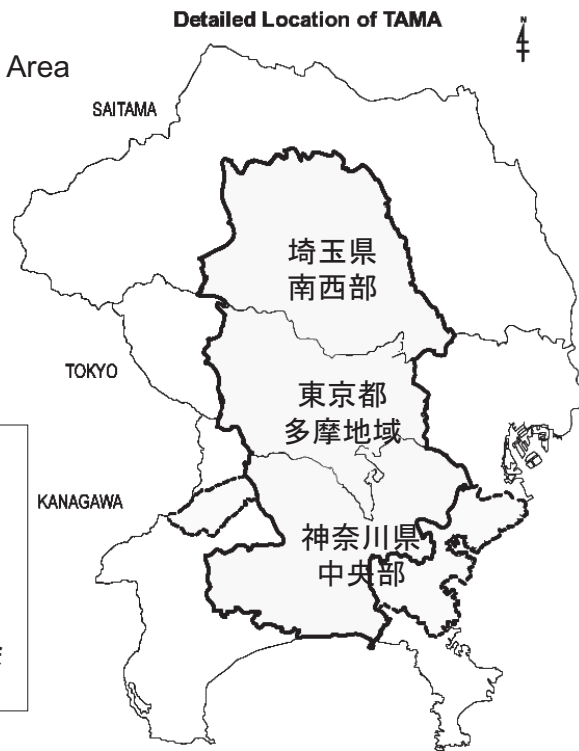 Detailed Location of TAMA
N
Area
SAITAMA
埼玉県
南西部
TOKYO
東京都
多摩地域
KANAGAWA
神奈川県
中央部